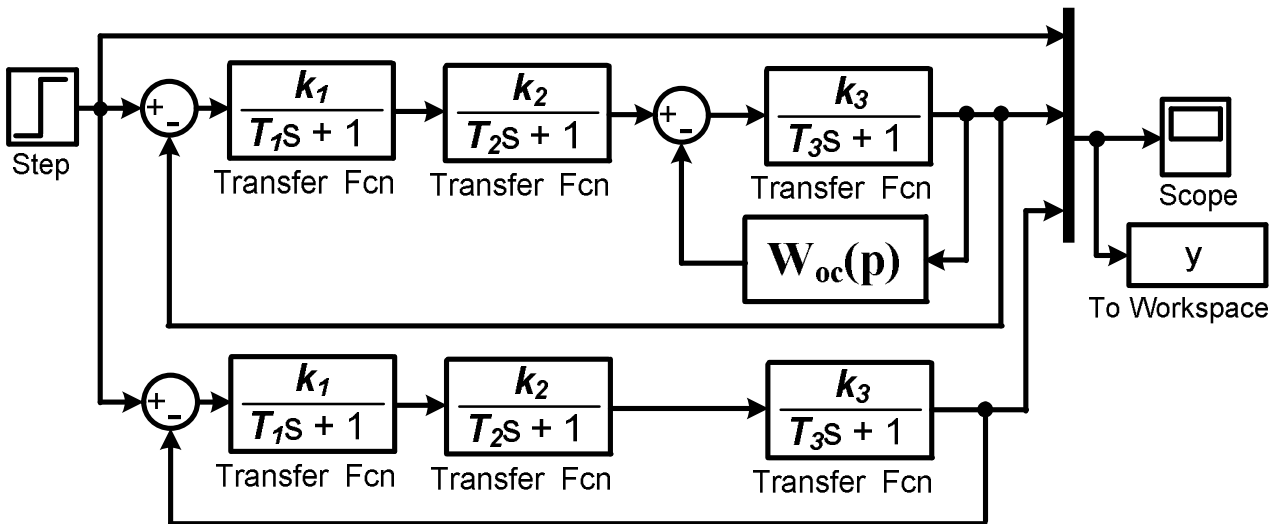 Step
+
-
k₁
T₁s + 1
Transfer Fcn
k₂
T₂s + 1
Transfer Fcn
+
-
k₃
T₃s + 1
Transfer Fcn
Wₒc(p)
Scope
y
To Workspace
+
-
k₁
T₁s + 1
Transfer Fcn
k₂
T₂s + 1
Transfer Fcn
k₃
T₃s + 1
Transfer Fcn